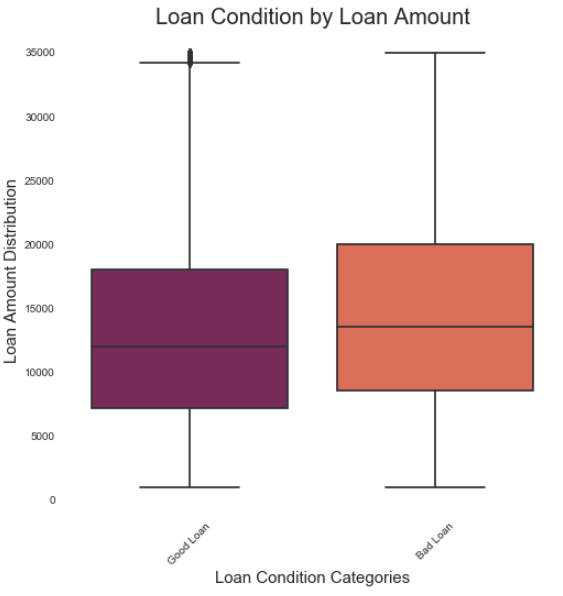 Loan Condition by Loan Amount
35000
30000
25000
20000
15000
10000
5000
0
Loan Amount Distribution
Good Loan
Bad Loan
Loan Condition Categories